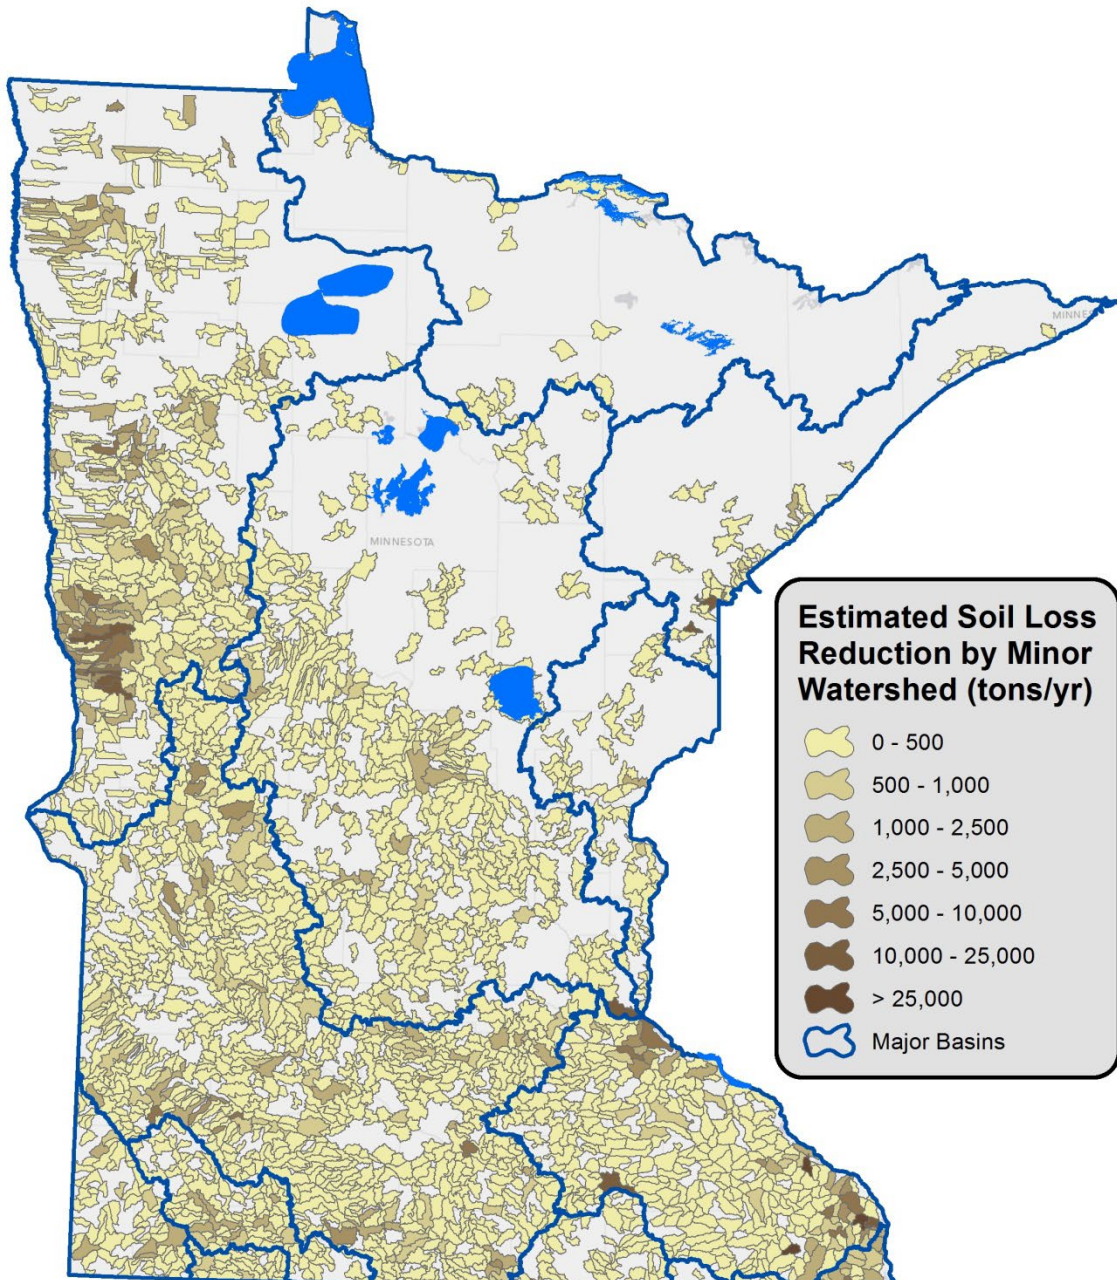 MINNES
MINNESOTA
Estimated Soil Loss
Reduction by Minor
Watershed (tons/yr)
0 - 500
500 - 1,000
1,000 - 2,500
2,500 - 5,000
5,000 - 10,000
10,000 - 25,000
> 25,000
Major Basins